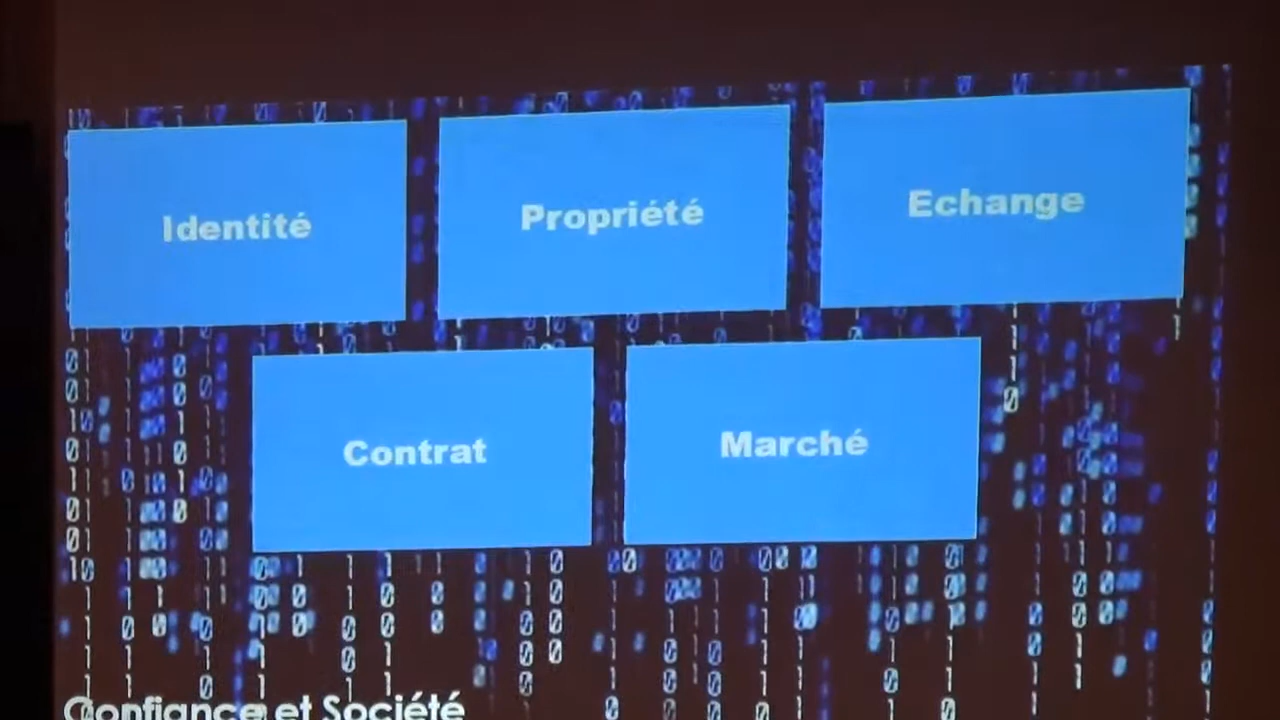 Identité
Propriété
Echange
Contrat
Marché
Confiance et Société